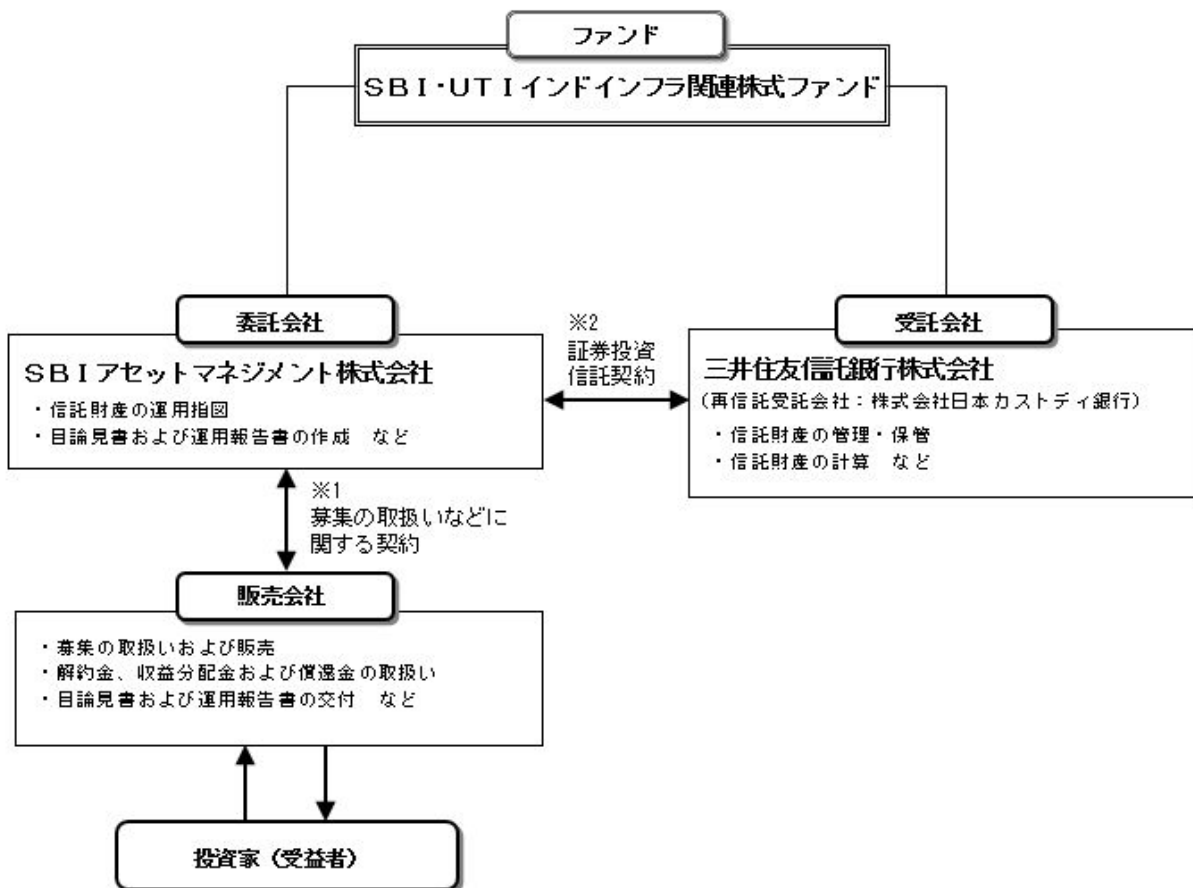 ファンド
SBI・UTIインドインフラ関連株式ファンド
委託会社
SBIアセットマネジメント株式会社
・信託財産の運用指図
・目論見書および運用報告書の作成 など
※2
証券投資
信託契約
受託会社
三井住友信託銀行株式会社
(再信託受託会社:株式会社日本カストディ銀行)
・信託財産の管理・保管
・信託財産の計算 など
※1
募集の取扱いなどに
関する契約
販売会社
・募集の取扱いおよび販売
・解約金、収益分配金および償還金の取扱い
・目論見書および運用報告書の交付 など
投資家(受益者)